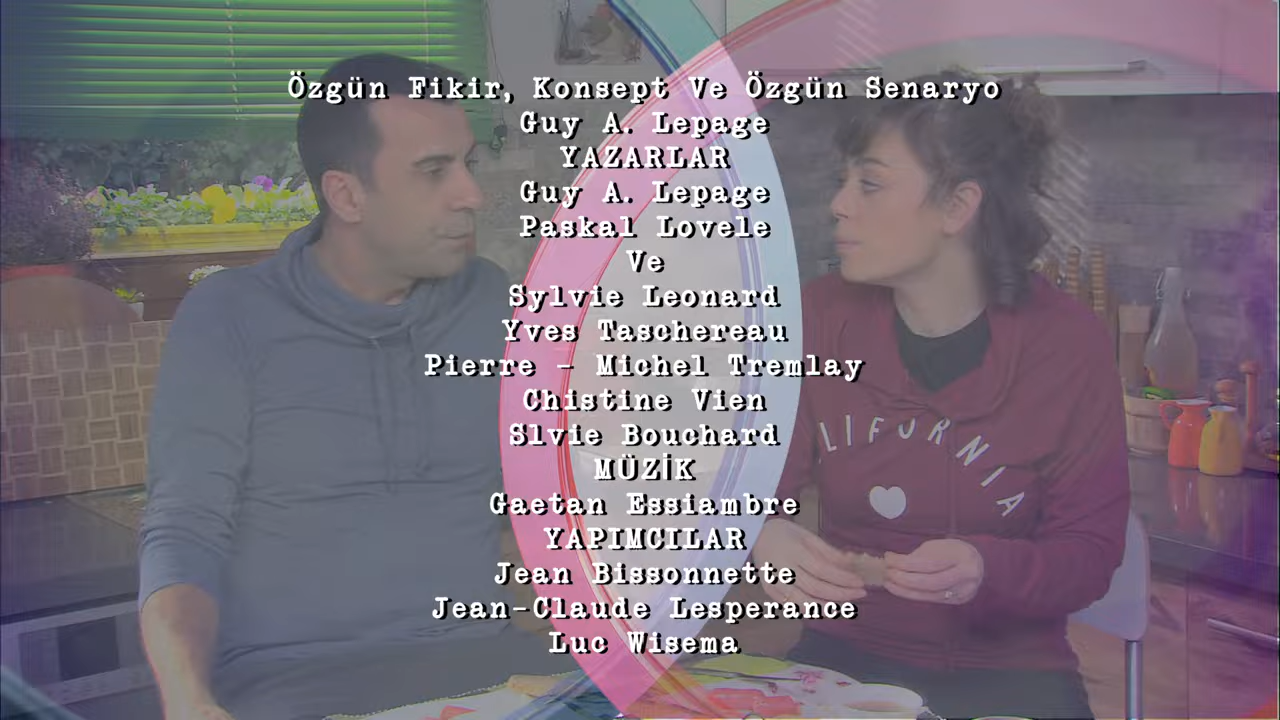 Özgün Fikir, Konsept Ve Özgün Senaryo
Guy A. Lepage
YAZARLAR
Guy A. Lepage
Paskal Lovele
Ve
Sylvie Leonard
Yves Taschereau
Pierre - Michel Tremlay
Chistine Vien
Slvie Bouchard
MÜZİK
Gaetan Essiambre
YAPIMCILAR
Jean Bissonnette
Jean-Claude Lesperance
Luc Wisema
LIFURNIA